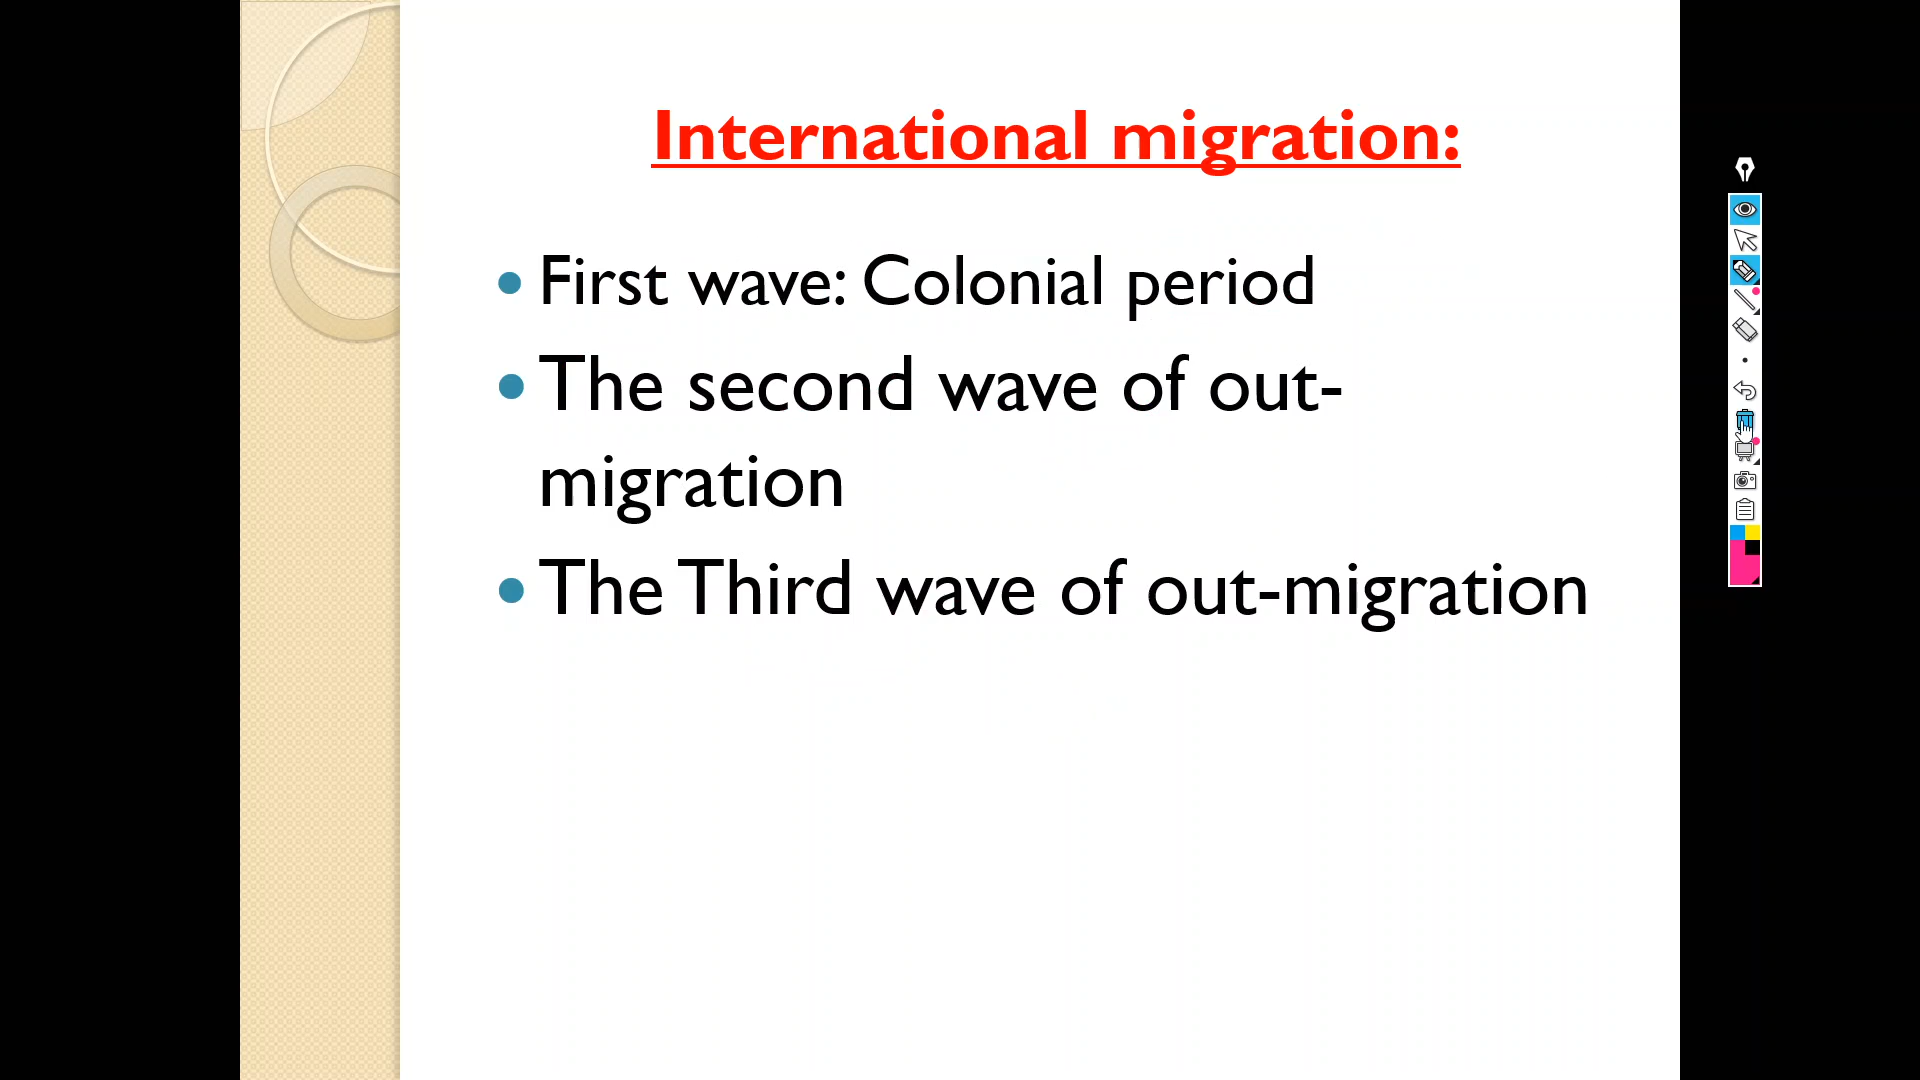 International migration:
First wave: Colonial period
The second wave of out-
migration
The Third wave of out-migration